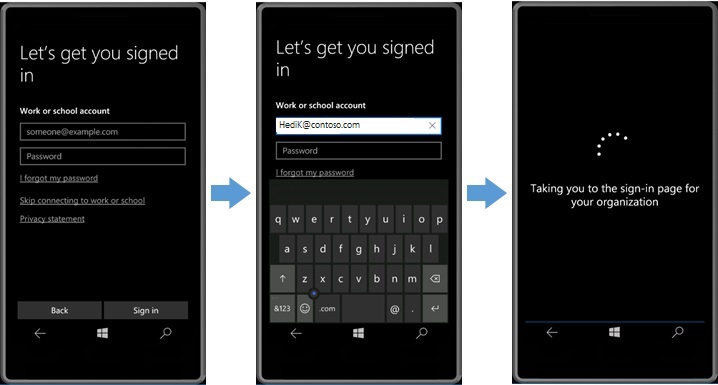 Let's get you signed
in
Work or school account
someone@example.com
Password
I forgot my password
Skip connecting to work or school
Privacy statement
Back
Sign in
Let's get you signed
in
Work or school account
HediK@contoso.com
Password
I forgot my password
q w e r t y u i o p
a s d f g h j k l
z x c v b n m
&123 .com @ .
Taking you to the sign-in page for
your organization